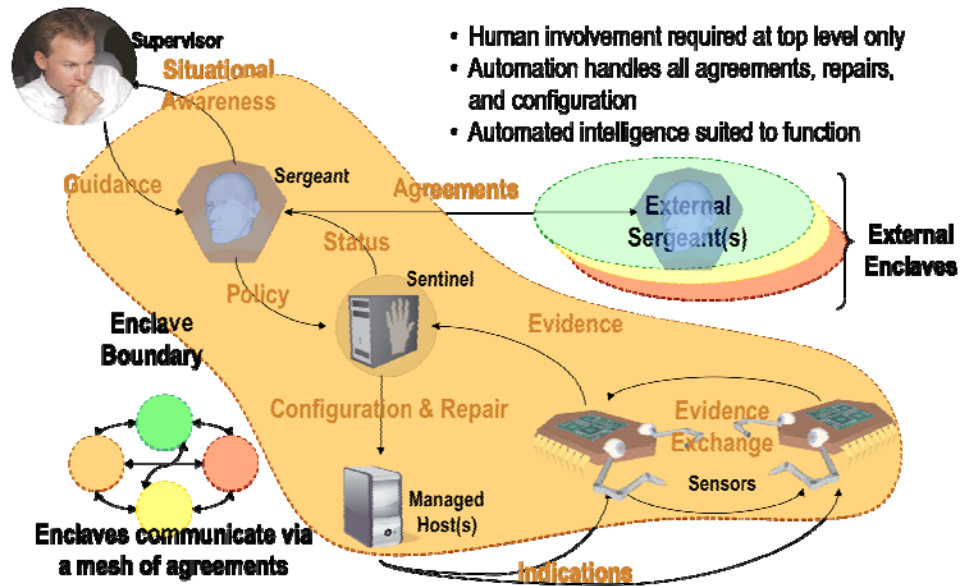 Supervisor
Situational
Awareness
• Human involvement required at top level only
• Automation handles all agreements, repairs,
and configuration
• Automated intelligence suited to function
Guidance
Sergeant
Agreements
External
Sergeant(s)
External
Enclaves
Status
Sentinel
Policy
Enclave
Boundary
Evidence
Configuration & Repair
Evidence
Exchange
Sensors
Managed
Host(s)
Enclaves communicate via
a mesh of agreements
Indications